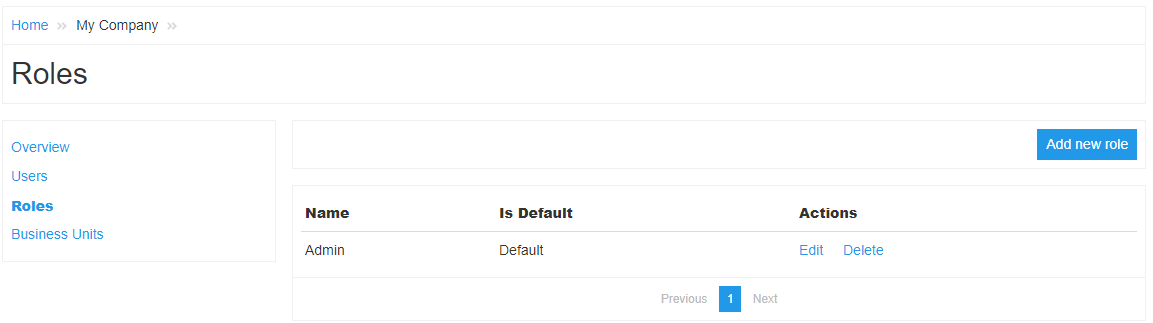 Home » My Company »
Roles
Overview
Users
Roles
Business Units
Add new role
Name Is Default Actions
Admin Default Edit Delete
Previous 1 Next